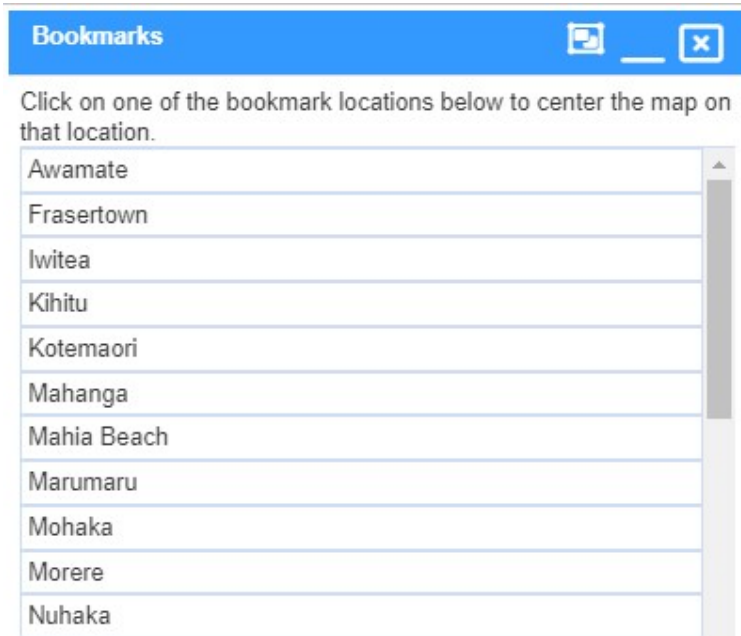 Bookmarks
Click on one of the bookmark locations below to center the map on
that location.
Awamate
Frasertown
Iwitea
Kihitu
Kotemaori
Mahanga
Mahia Beach
Marumaru
Mohaka
Morere
Nuhaka